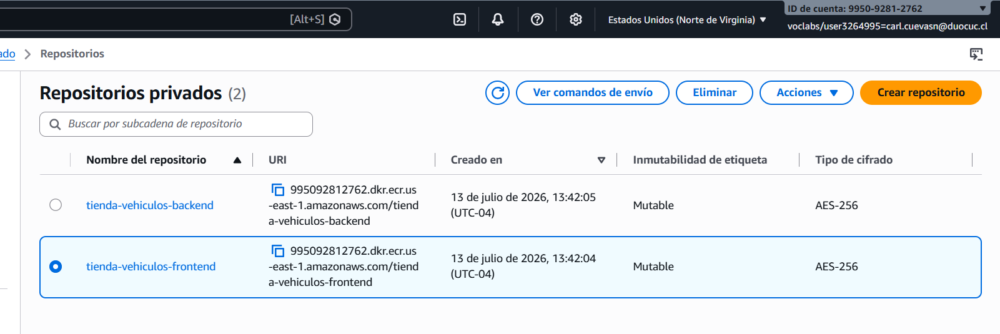 [Alt+S]
Estados Unidos (Norte de Virginia)
ID de cuenta: 9950-9281-2762
voclabs/user3264995=carl.cuevasn@duocuc.cl
ado
Repositorios
Repositorios privados (2)
Ver comandos de envío
Eliminar
Acciones
Crear repositorio
Buscar por subcadena de repositorio
Nombre del repositorio
URI
Creado en
Inmutabilidad de etiqueta
Tipo de cifrado
tienda-vehiculos-backend
995092812762.dkr.ecr.us
-east-1.amazonaws.com/tiend
a-vehiculos-backend
13 de julio de 2026, 13:42:05
(UTC-04)
Mutable
AES-256
tienda-vehiculos-frontend
995092812762.dkr.ecr.us
-east-1.amazonaws.com/tiend
a-vehiculos-frontend
13 de julio de 2026, 13:42:04
(UTC-04)
Mutable
AES-256